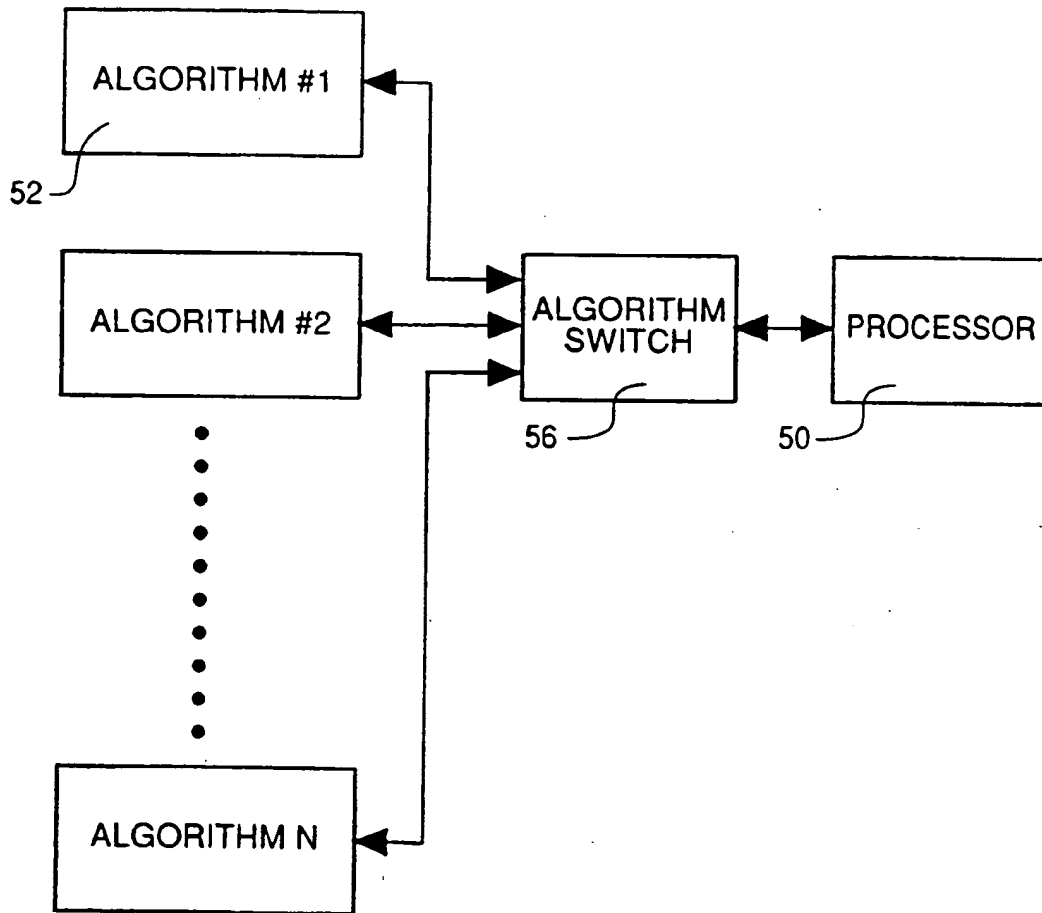 ALGORITHM #1
52
ALGORITHM #2
ALGORITHM
SWITCH
PROCESSOR
56
50
ALGORITHM N